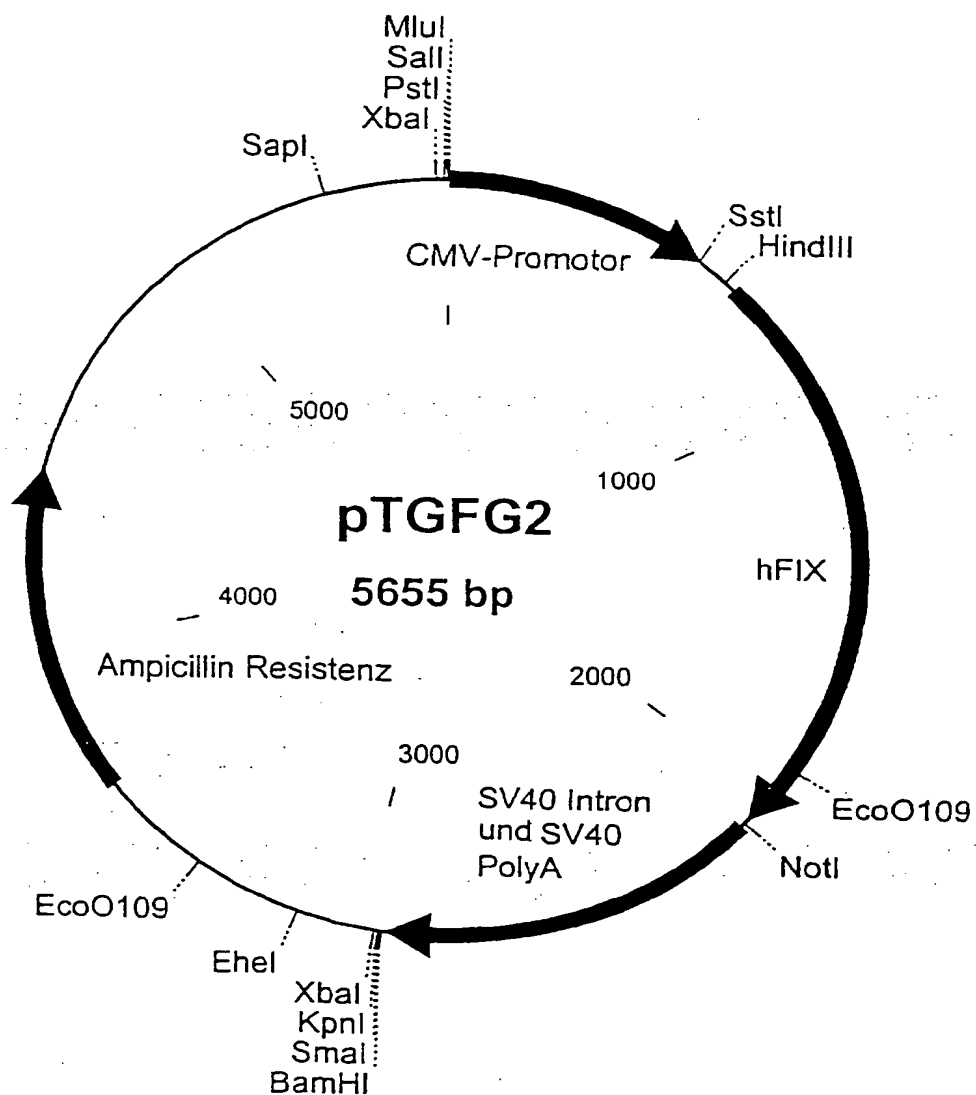 MluI
SalI
PstI
XbaI
SapI
SstI
HindIII
CMV-Promotor
5000
1000
pTGFG2
5655 bp
hFIX
4000
Ampicillin Resistenz
2000
3000
SV40 Intron
und SV40
PolyA
EcoO109
NotI
EcoO109
EheI
XbaI
KpnI
SmaI
BamHI